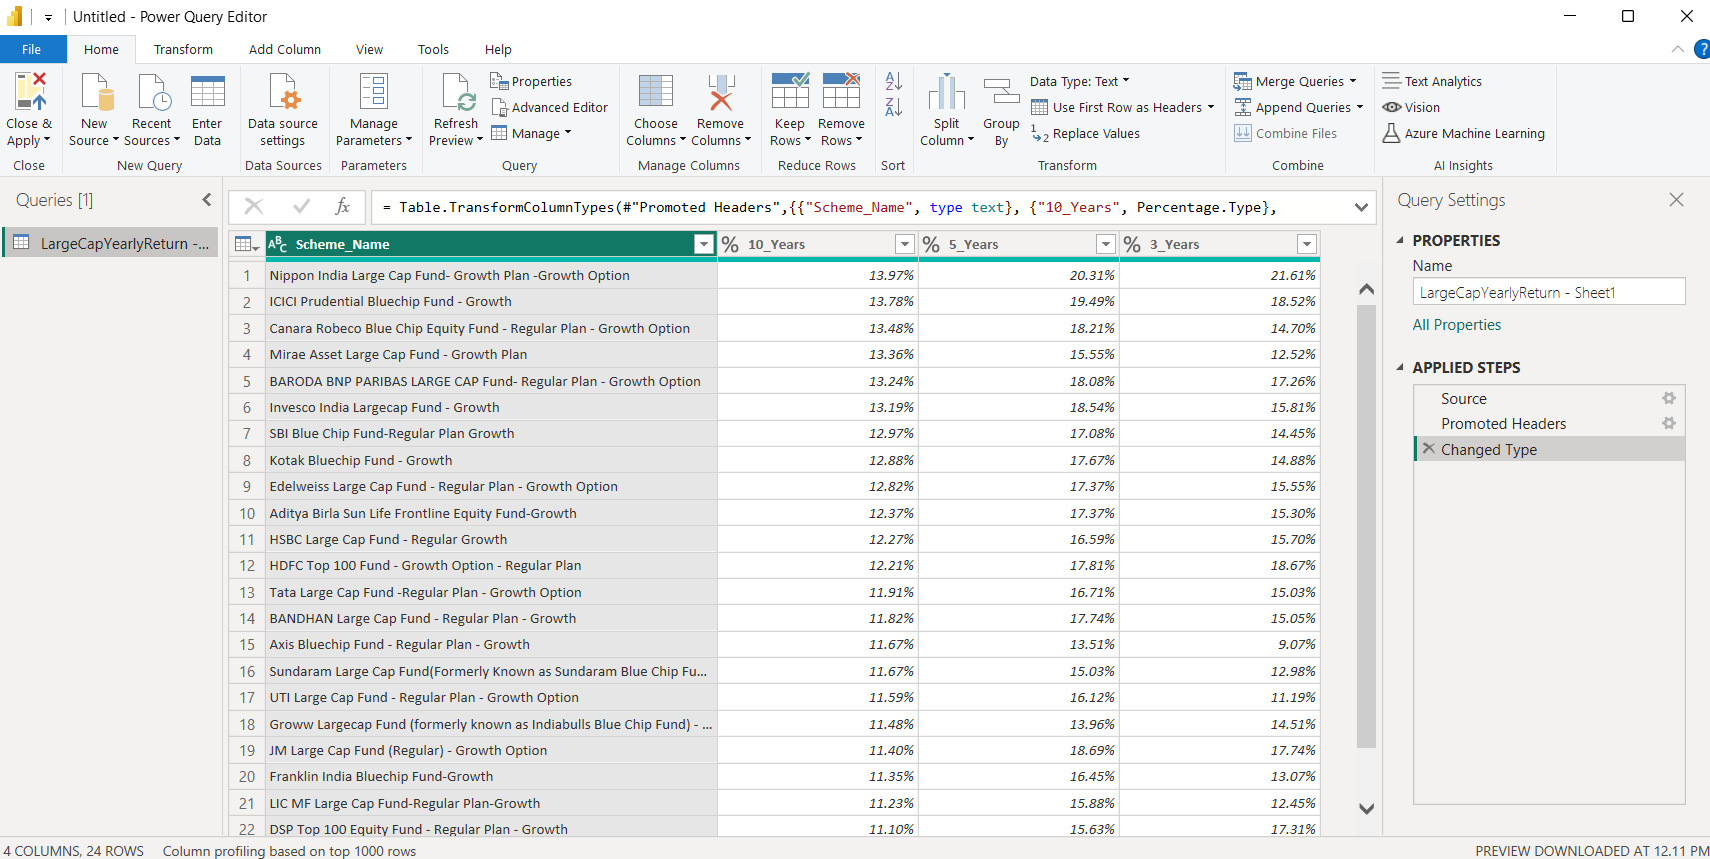 Untitled - Power Query Editor
File Home Transform Add Column View Tools Help ?
Close & Apply
Close
New Source
Recent Sources
Enter Data
New Query
Data source settings
Data Sources
Manage Parameters
Parameters
Refresh Preview
Properties
Advanced Editor
Manage
Query
Choose Columns
Remove Columns
Manage Columns
Keep Rows
Remove Rows
Reduce Rows
A Z
Z A
Sort
Split Column
Group By
Data Type: Text
Use First Row as Headers
1 2 Replace Values
Transform
Merge Queries
Append Queries
Combine Files
Combine
Text Analytics
Vision
Azure Machine Learning
AI Insights
Queries [1]
LargeCapYearlyReturn -...
fx = Table.TransformColumnTypes(#"Promoted Headers",{{"Scheme_Name", type text}, {"10_Years", Percentage.Type},
ABC Scheme_Name % 10_Years % 5_Years % 3_Years
1 Nippon India Large Cap Fund- Growth Plan -Growth Option 13.97% 20.31% 21.61%
2 ICICI Prudential Bluechip Fund - Growth 13.78% 19.49% 18.52%
3 Canara Robeco Blue Chip Equity Fund - Regular Plan - Growth Option 13.48% 18.21% 14.70%
4 Mirae Asset Large Cap Fund - Growth Plan 13.36% 15.55% 12.52%
5 BARODA BNP PARIBAS LARGE CAP Fund- Regular Plan - Growth Option 13.24% 18.08% 17.26%
6 Invesco India Largecap Fund - Growth 13.19% 18.54% 15.81%
7 SBI Blue Chip Fund-Regular Plan Growth 12.97% 17.08% 14.45%
8 Kotak Bluechip Fund - Growth 12.88% 17.67% 14.88%
9 Edelweiss Large Cap Fund - Regular Plan - Growth Option 12.82% 17.37% 15.55%
10 Aditya Birla Sun Life Frontline Equity Fund-Growth 12.37% 17.37% 15.30%
11 HSBC Large Cap Fund - Regular Growth 12.27% 16.59% 15.70%
12 HDFC Top 100 Fund - Growth Option - Regular Plan 12.21% 17.81% 18.67%
13 Tata Large Cap Fund -Regular Plan - Growth Option 11.91% 16.71% 15.03%
14 BANDHAN Large Cap Fund - Regular Plan - Growth 11.82% 17.74% 15.05%
15 Axis Bluechip Fund - Regular Plan - Growth 11.67% 13.51% 9.07%
16 Sundaram Large Cap Fund(Formerly Known as Sundaram Blue Chip Fu... 11.67% 15.03% 12.98%
17 UTI Large Cap Fund - Regular Plan - Growth Option 11.59% 16.12% 11.19%
18 Groww Largecap Fund (formerly known as Indiabulls Blue Chip Fund) - ... 11.48% 13.96% 14.51%
19 JM Large Cap Fund (Regular) - Growth Option 11.40% 18.69% 17.74%
20 Franklin India Bluechip Fund-Growth 11.35% 16.45% 13.07%
21 LIC MF Large Cap Fund-Regular Plan-Growth 11.23% 15.88% 12.45%
22 DSP Top 100 Equity Fund - Regular Plan - Growth 11.10% 15.63% 17.31%
Query Settings
PROPERTIES
Name
LargeCapYearlyReturn - Sheet1
All Properties
APPLIED STEPS
Source
Promoted Headers
Changed Type
4 COLUMNS, 24 ROWS Column profiling based on top 1000 rows PREVIEW DOWNLOADED AT 12.11 PM